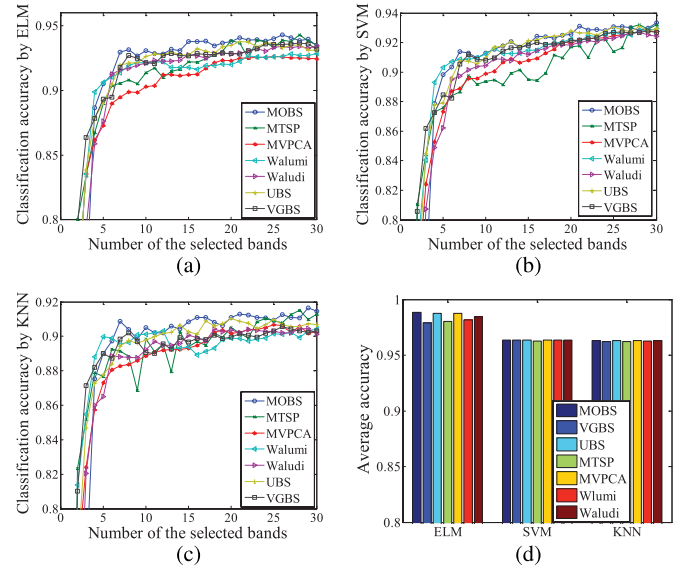 Classification accuracy by ELM
0.95
0.9
0.85
0.8
0 5 10 15 20 25 30
Number of the selected bands
MOBS
MTSP
MVPCA
Walumi
Waludi
UBS
VGBS
(a)
Classification accuracy by SVM
0.94
0.92
0.9
0.88
0.86
0.84
0.82
0.8
0 5 10 15 20 25 30
Number of the selected bands
MOBS
MTSP
MVPCA
Walumi
Waludi
UBS
VGBS
(b)
Classification accuracy by KNN
0.92
0.9
0.88
0.86
0.84
0.82
0.8
0 5 10 15 20 25 30
Number of the selected bands
MOBS
MTSP
MVPCA
Walumi
Waludi
UBS
VGBS
(c)
Average accuracy
1
0.95
0.9
0.85
0.8
ELM SVM KNN
MOBS
VGBS
UBS
MTSP
MVPCA
Wlumi
Waludi
(d)